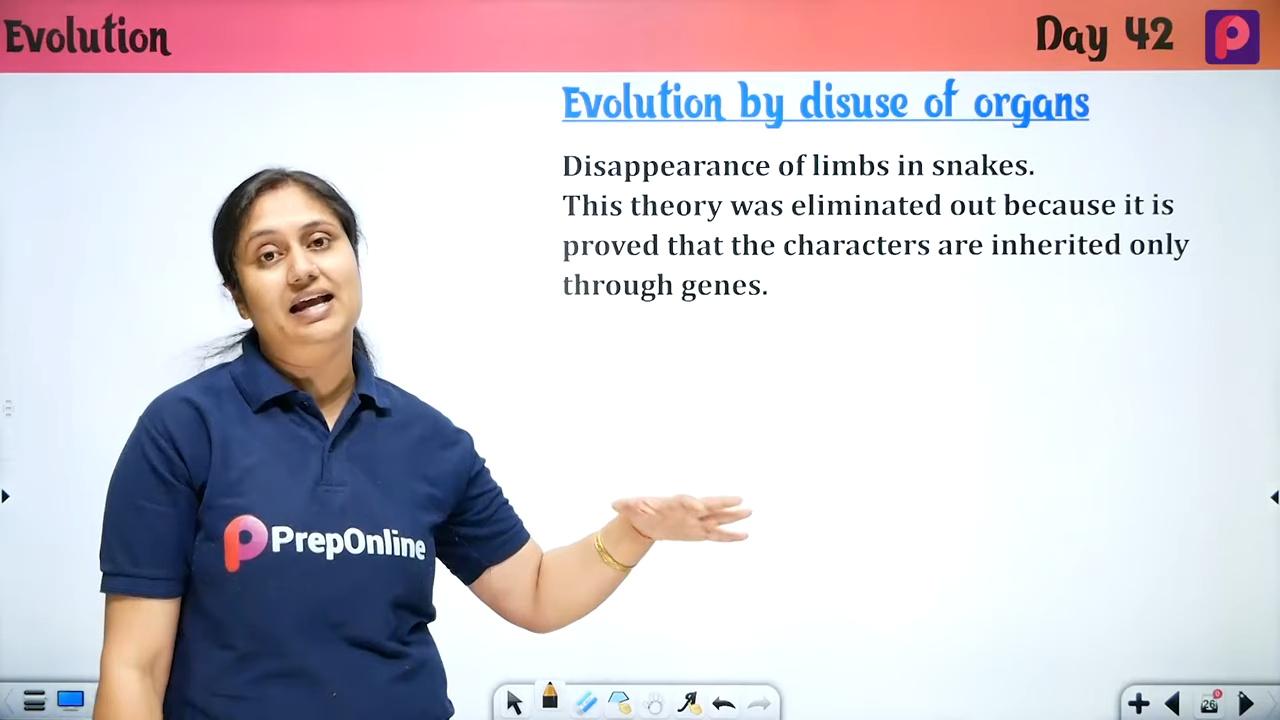 Evolution
Day 42
Evolution by disuse of organs
Disappearance of limbs in snakes.
This theory was eliminated out because it is
proved that the characters are inherited only
through genes.
PrepOnline
26